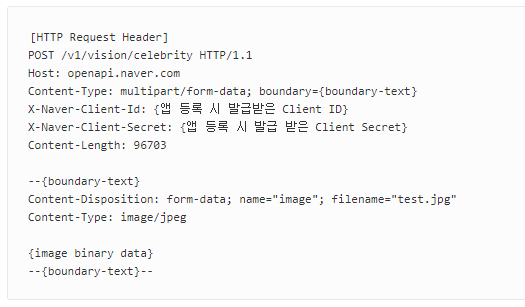 [HTTP Request Header]
POST /v1/vision/celebrity HTTP/1.1
Host: openapi.naver.com
Content-Type: multipart/form-data; boundary={boundary-text}
X-Naver-Client-Id: {앱 등록 시 발급받은 Client ID}
X-Naver-Client-Secret: {앱 등록 시 발급 받은 Client Secret}
Content-Length: 96703

--{boundary-text}
Content-Disposition: form-data; name="image"; filename="test.jpg"
Content-Type: image/jpeg

{image binary data}
--{boundary-text}--